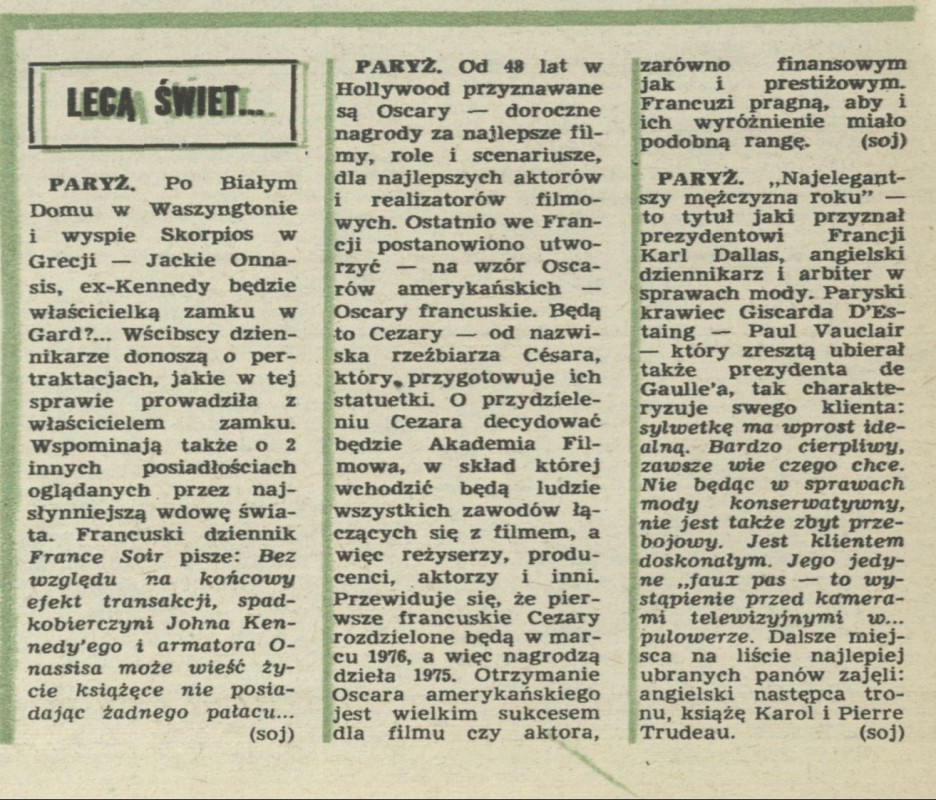 LECĄ ŚWIET...
PARYŻ. Po Białym
Domu w Waszyngtonie
i wyspie Skorpios w
Grecji — Jackie Onna-
sis, ex-Kennedy będzie
właścicielką zamku w
Gard?... Wścibscy dzien-
nikarze donoszą o per-
traktacjach, jakie w tej
sprawie prowadziła z
właścicielem zamku.
Wspominają także o 2
innych posiadłościach
oglądanych przez naj-
słynniejszą wdowę świa-
ta. Francuski dziennik
France Soir pisze: Bez
względu na końcowy
efekt transakcji, spad-
kobierczyni Johna Ken-
nedy'ego i armatora O-
nassisa może wieść ży-
cie książęce nie posia-
dając żadnego pałacu...
(soj)
PARYŻ. Od 48 lat w
Hollywood przyznawane
są Oscary — doroczne
nagrody za najlepsze fil-
my, role i scenariusze,
dla najlepszych aktorów
i realizatorów filmo-
wych. Ostatnio we Fran-
cji postanowiono utwo-
rzyć — na wzór Osca-
rów amerykańskich —
Oscary francuskie. Będą
to Cezary — od nazwi-
ska rzeźbiarza Césara,
który przygotowuje ich
statuetki. O przydziele-
niu Cezara decydować
będzie Akademia Fil-
mowa, w skład której
wchodzić będą ludzie
wszystkich zawodów łą-
czących się z filmem, a
więc reżyserzy, produ-
cenci, aktorzy i inni.
Przewiduje się, że pier-
wsze francuskie Cezary
rozdzielone będą w mar-
cu 1976, a więc nagrodzą
dzieła 1975. Otrzymanie
Oscara amerykańskiego
jest wielkim sukcesem
dla filmu czy aktora,
zarówno finansowym
jak i prestiżowym.
Francuzi pragną, aby i
ich wyróżnienie miało
podobną rangę. (soj)
PARYŻ. „Najelegant-
szy mężczyzna roku” —
to tytuł jaki przyznał
prezydentowi Francji
Karl Dallas, angielski
dziennikarz i arbiter w
sprawach mody. Paryski
krawiec Giscarda D'Es-
taing — Paul Vauclair
— który zresztą ubierał
także prezydenta de
Gaulle'a, tak charakte-
ryzuje swego klienta:
sylwetkę ma wprost ide-
alną. Bardzo cierpliwy,
zawsze wie czego chce.
Nie będąc w sprawach
mody konserwatywny,
nie jest także zbyt prze-
bojowy. Jest klientem
doskonałym. Jego jedy-
ne „faux pas — to wy-
stąpienie przed kamera-
mi telewizyjnymi w...
pulowerze. Dalsze miej-
sca na liście najlepiej
ubranych panów zajęli:
angielski następca tro-
nu, książę Karol i Pierre
Trudeau. (soj)